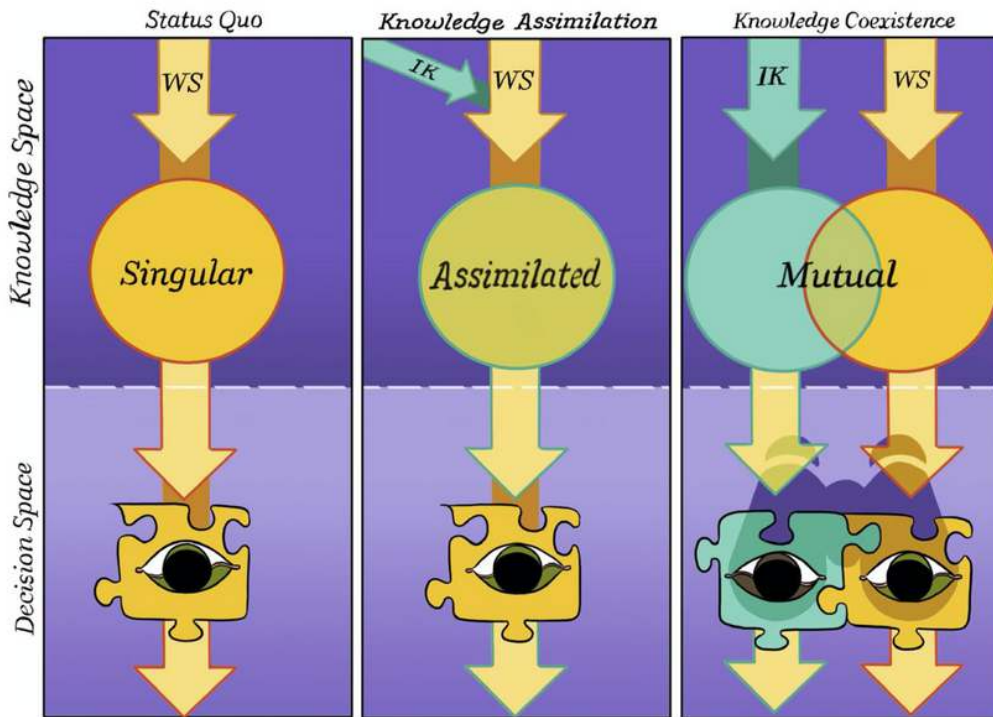 Status Quo
Knowledge Assimilation
Knowledge Coexistence
Knowledge Space
WS
IK
WS
IK
WS
Singular
Assimilated
Mutual
Decision Space